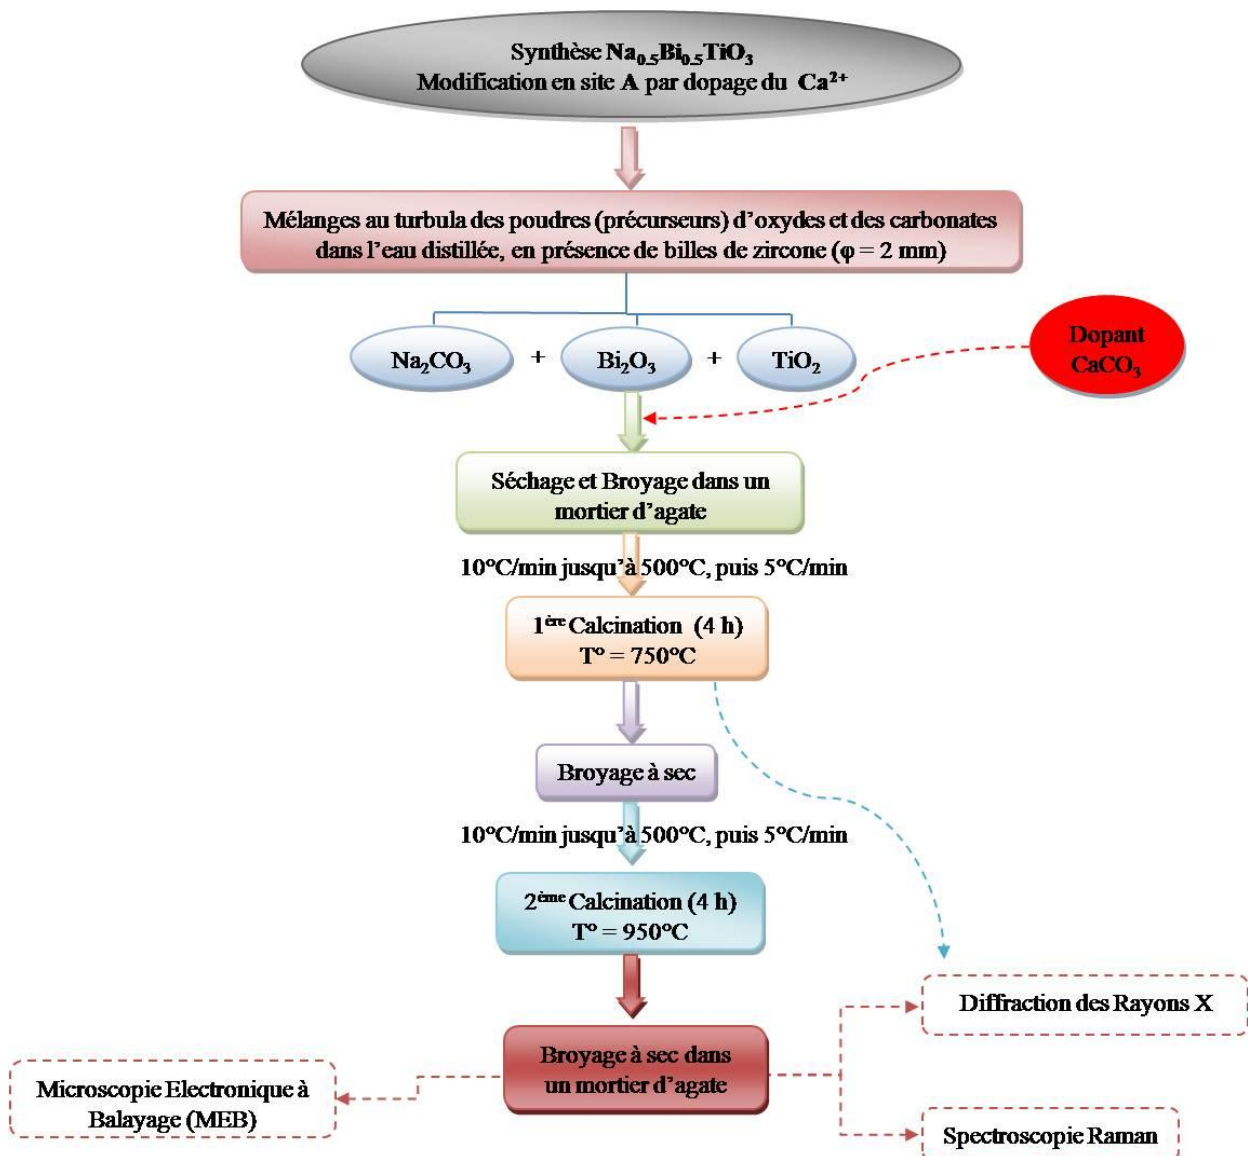 Synthèse Na₀.₅Bi₀.₅TiO₃
Modification en site A par dopage du Ca²⁺
Mélanges au turbula des poudres (précurseurs) d'oxydes et des carbonates
dans l'eau distillée, en présence de billes de zircone (φ = 2 mm)
Na₂CO₃ + Bi₂O₃ + TiO₂
Dopant
CaCO₃
Séchage et Broyage dans un
mortier d'agate
10°C/min jusqu'à 500°C, puis 5°C/min
1ère Calcination (4 h)
T° = 750°C
Broyage à sec
10°C/min jusqu'à 500°C, puis 5°C/min
2ème Calcination (4 h)
T° = 950°C
Diffraction des Rayons X
Broyage à sec dans
un mortier d'agate
Microscopie Electronique à
Balayage (MEB)
Spectroscopie Raman